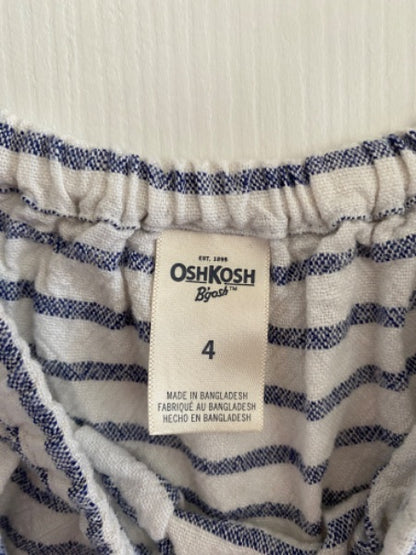 EST. 1895
OSHKOSH
B'gosh™
4
MADE IN BANGLADESH
FABRIQUÉ AU BANGLADESH
HECHO EN BANGLADESH